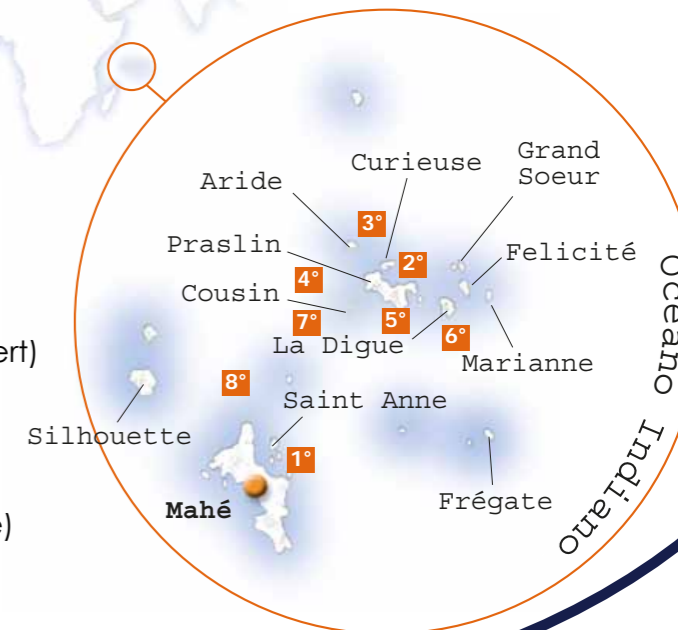 Grand
Soeur
Curieuse
Aride
3°
Praslin
2°
Felicité
4°
Cousin
7°
5°
6°
La Digue
Marianne
ert)
8°
Saint Anne
Silhouette
1°
Mahé
Frégate
e)
Oceano Indiano